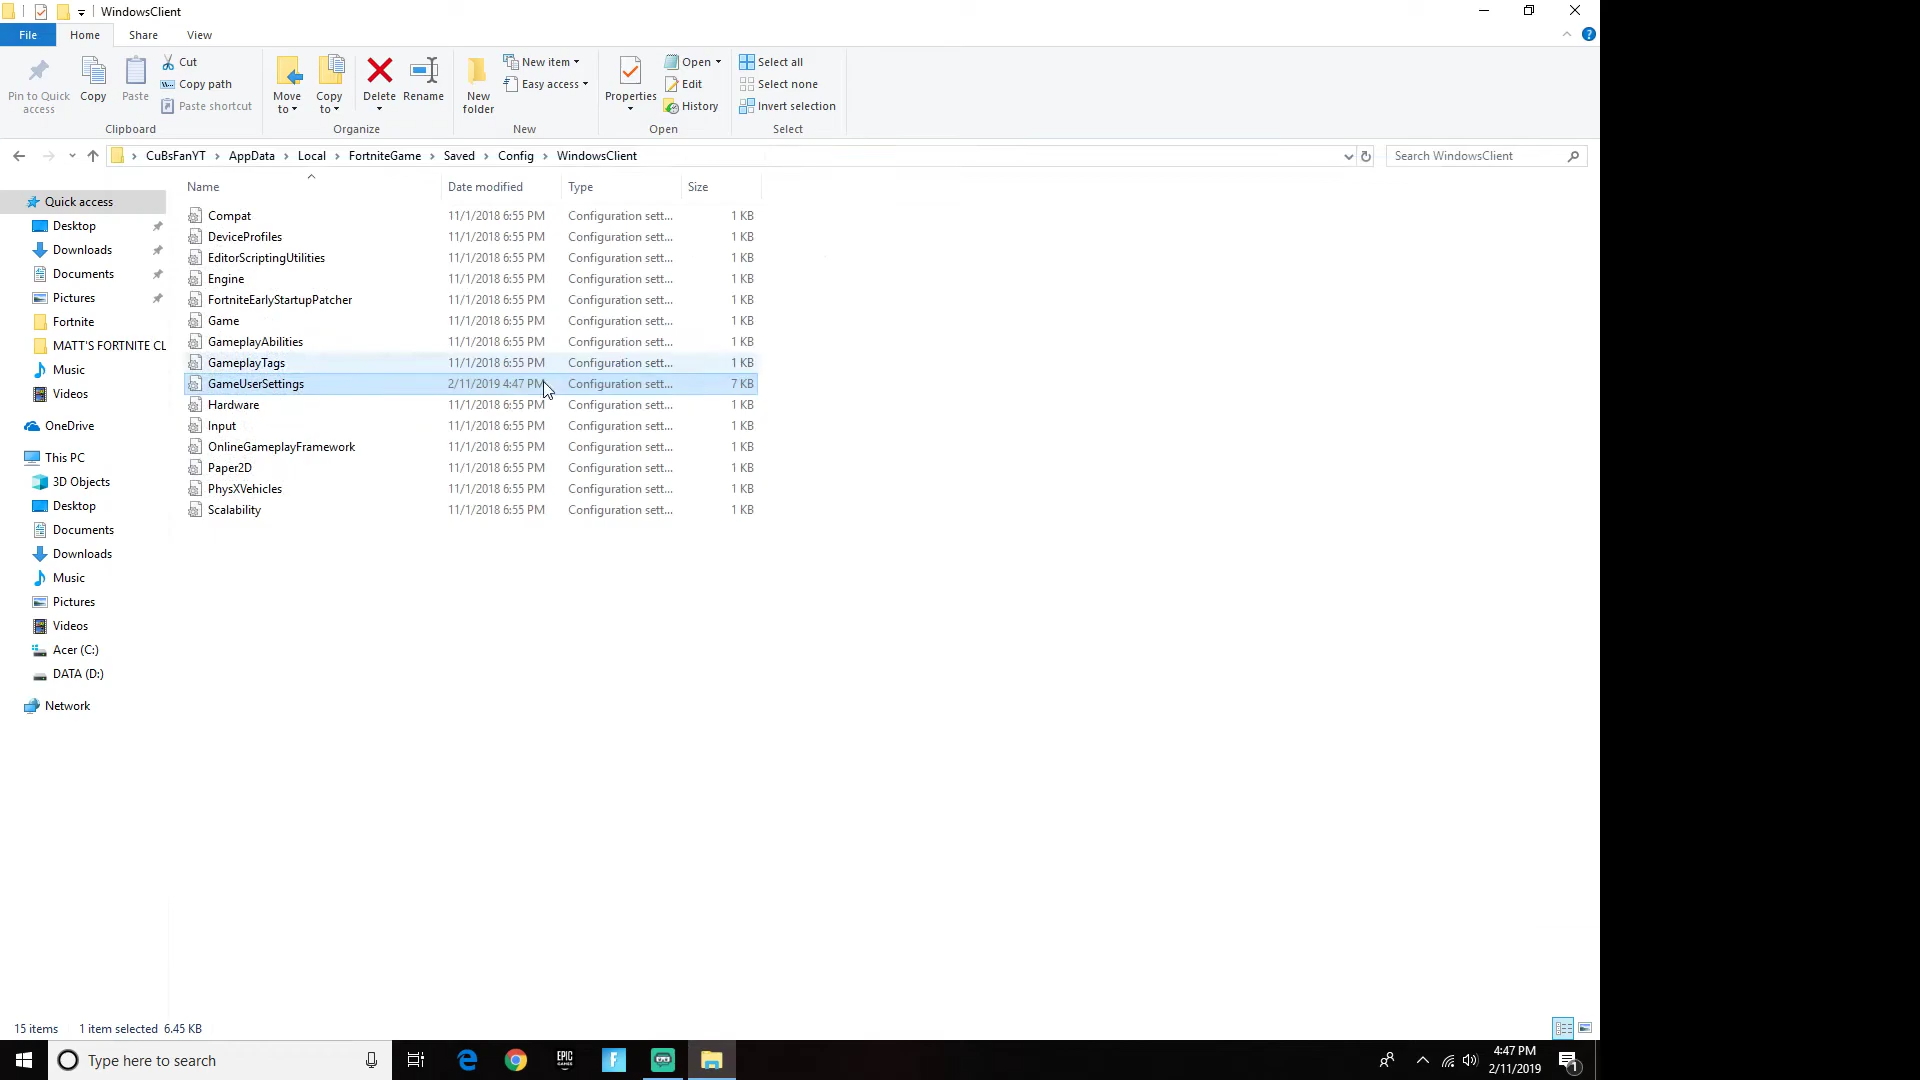 WindowsClient
File Home Share View
Pin to Quick access
Copy
Paste
Cut
Copy path
Paste shortcut
Clipboard
Move to
Copy to
Delete
Rename
Organize
New folder
New item
Easy access
New
Properties
Open
Edit
History
Open
Select all
Select none
Invert selection
Select
CuBsFanYT › AppData › Local › FortniteGame › Saved › Config › WindowsClient
Search WindowsClient
Name Date modified Type Size
Compat 11/1/2018 6:55 PM Configuration sett... 1 KB
DeviceProfiles 11/1/2018 6:55 PM Configuration sett... 1 KB
EditorScriptingUtilities 11/1/2018 6:55 PM Configuration sett... 1 KB
Engine 11/1/2018 6:55 PM Configuration sett... 1 KB
FortniteEarlyStartupPatcher 11/1/2018 6:55 PM Configuration sett... 1 KB
Game 11/1/2018 6:55 PM Configuration sett... 1 KB
GameplayAbilities 11/1/2018 6:55 PM Configuration sett... 1 KB
GameplayTags 11/1/2018 6:55 PM Configuration sett... 1 KB
GameUserSettings 2/11/2019 4:47 PM Configuration sett... 7 KB
Hardware 11/1/2018 6:55 PM Configuration sett... 1 KB
Input 11/1/2018 6:55 PM Configuration sett... 1 KB
OnlineGameplayFramework 11/1/2018 6:55 PM Configuration sett... 1 KB
Paper2D 11/1/2018 6:55 PM Configuration sett... 1 KB
PhysXVehicles 11/1/2018 6:55 PM Configuration sett... 1 KB
Scalability 11/1/2018 6:55 PM Configuration sett... 1 KB
Quick access
Desktop
Downloads
Documents
Pictures
Fortnite
MATT'S FORTNITE CL
Music
Videos
OneDrive
This PC
3D Objects
Desktop
Documents
Downloads
Music
Pictures
Videos
Acer (C:)
DATA (D:)
Network
15 items 1 item selected 6.45 KB
Type here to search
EPIC GAMES
F
4:47 PM
2/11/2019
1